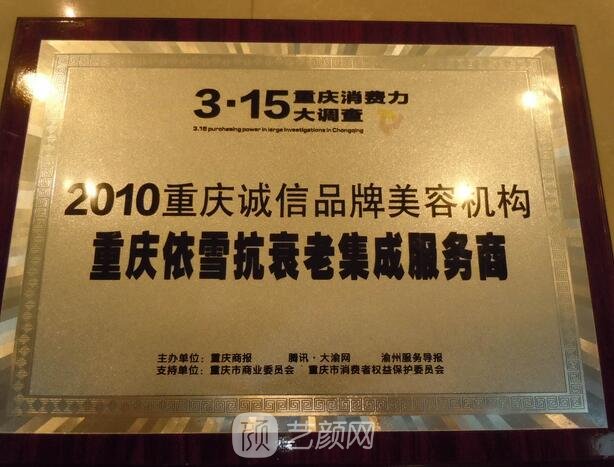 3·15重庆消费力
大调查
3.15 purchasing power in large investigations in Chongqing
2010重庆诚信品牌美容机构
重庆依雪抗衰老集成服务商
主办单位：重庆商报 腾讯·大渝网 渝州服务导报
支持单位：重庆市商业委员会 重庆市消费者权益保护委员会
颜 艺颜网